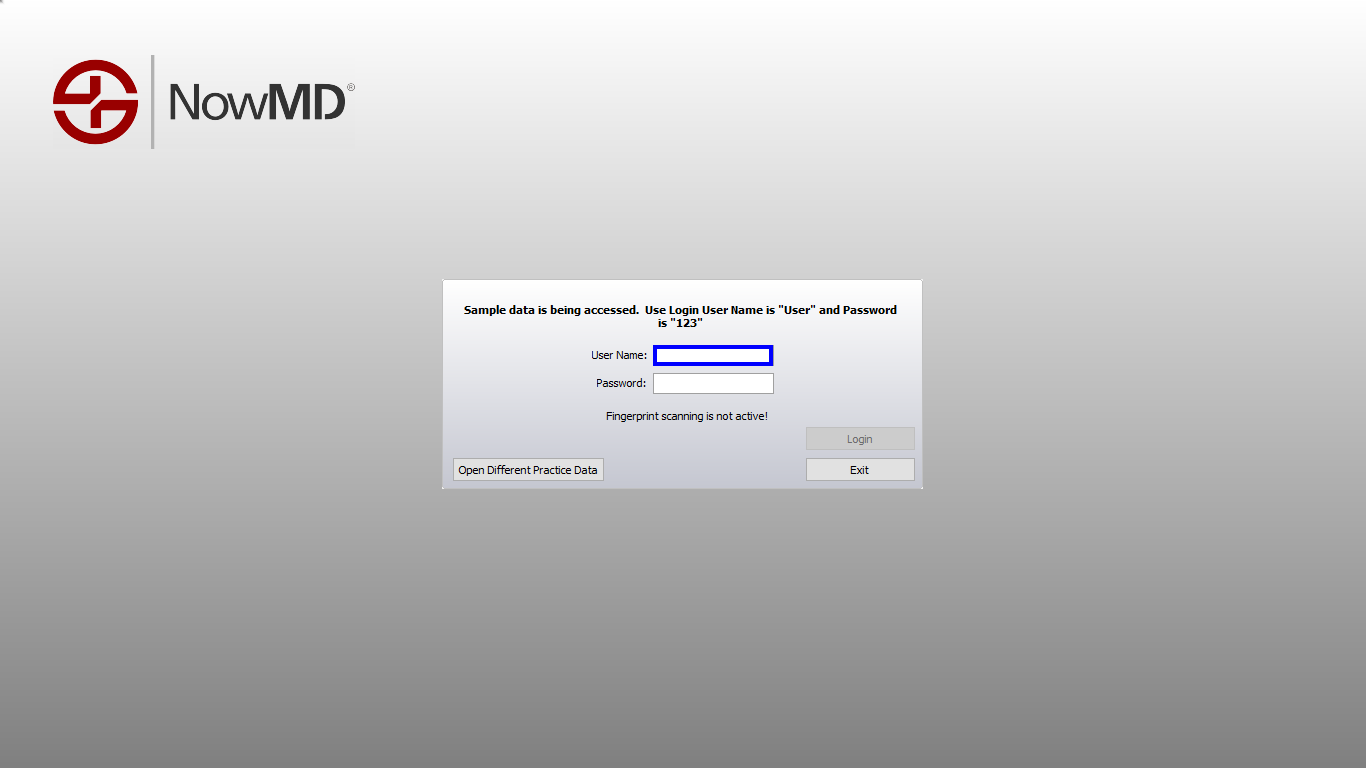 NowMD®
Sample data is being accessed.  Use Login User Name is "User" and Password
is "123"
User Name:
Password:
Fingerprint scanning is not active!
Login
Open Different Practice Data
Exit